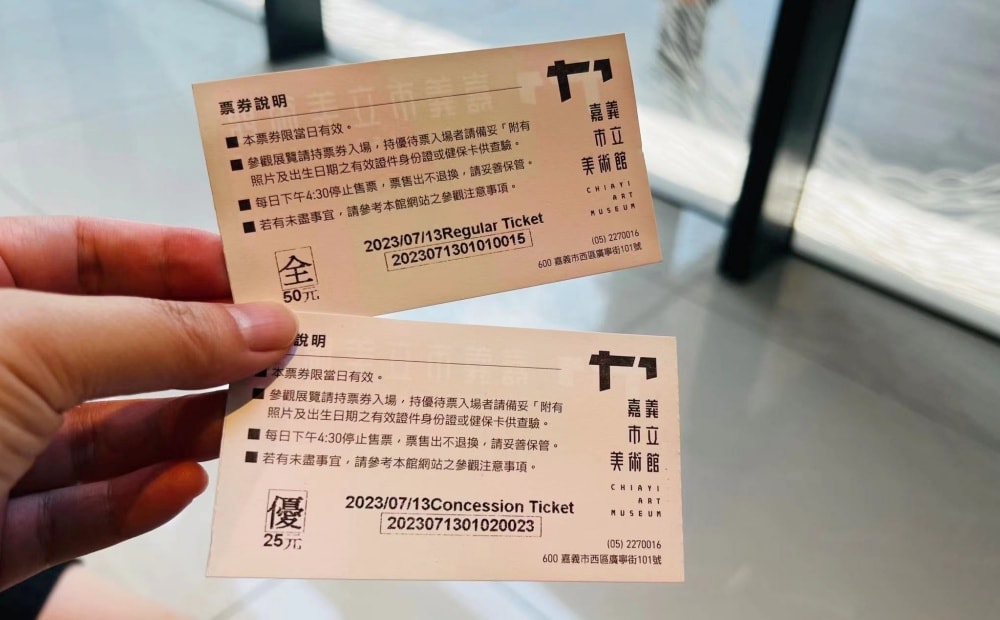 票券說明
■ 本票券限當日有效。
■ 參觀展覽請持票券入場，持優待票入場者請備妥「附有
照片及出生日期之有效證件身份證或健保卡供查驗。
■ 每日下午4:30停止售票，票售出不退換，請妥善保管。
■ 若有未盡事宜，請參考本館網站之參觀注意事項。
全
50元
2023/07/13Regular Ticket
2023071301010015
嘉義
市立
美術館
CHIAYI
ART
MUSEUM
(05) 2270016
600 嘉義市西區廣寧街101號
說明
■ 本票券限當日有效。
■ 參觀展覽請持票券入場，持優待票入場者請備妥「附有
照片及出生日期之有效證件身份證或健保卡供查驗。
■ 每日下午4:30停止售票，票售出不退換，請妥善保管。
■ 若有未盡事宜，請參考本館網站之參觀注意事項。
優
25元
2023/07/13Concession Ticket
2023071301020023
嘉義
市立
美術館
CHIAYI
ART
MUSEUM
(05) 2270016
600 嘉義市西區廣寧街101號